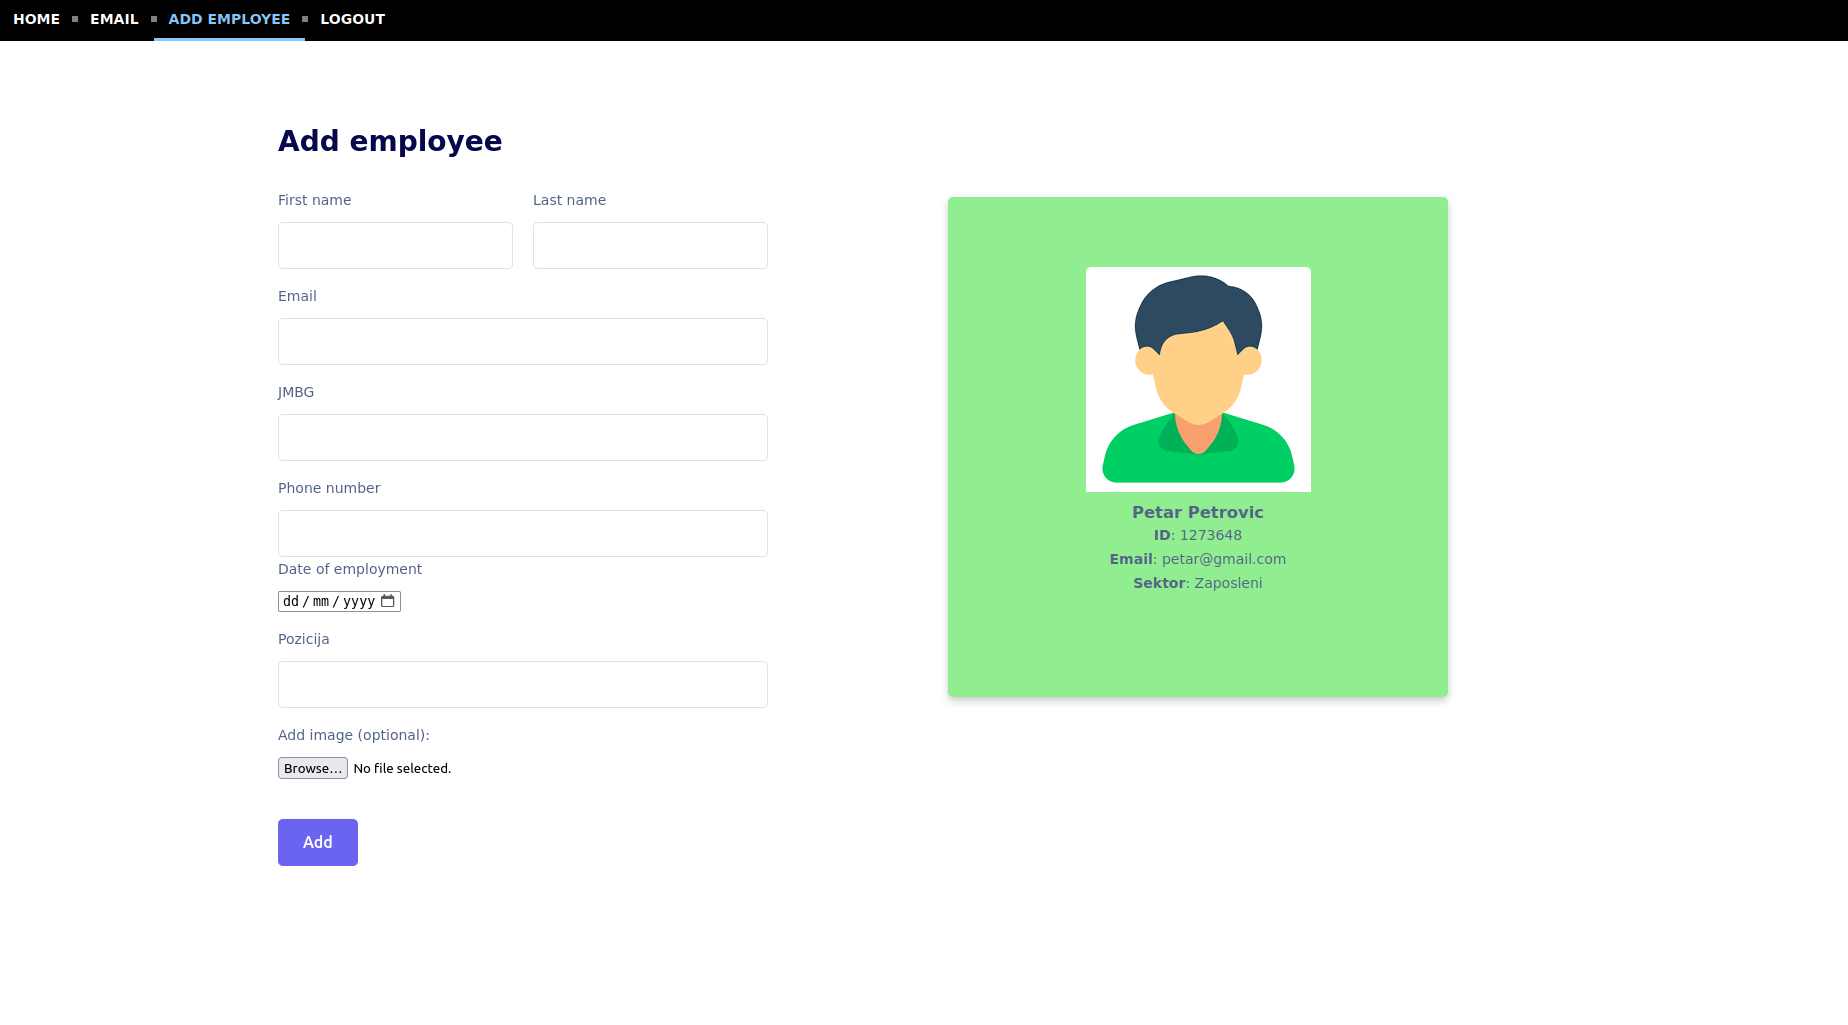 HOME EMAIL ADD EMPLOYEE LOGOUT
Add employee
First name Last name
Email
JMBG
Phone number
Date of employment
dd / mm / yyyy
Pozicija
Add image (optional):
Browse... No file selected.
Add
Petar Petrovic
ID: 1273648
Email: petar@gmail.com
Sektor: Zaposleni